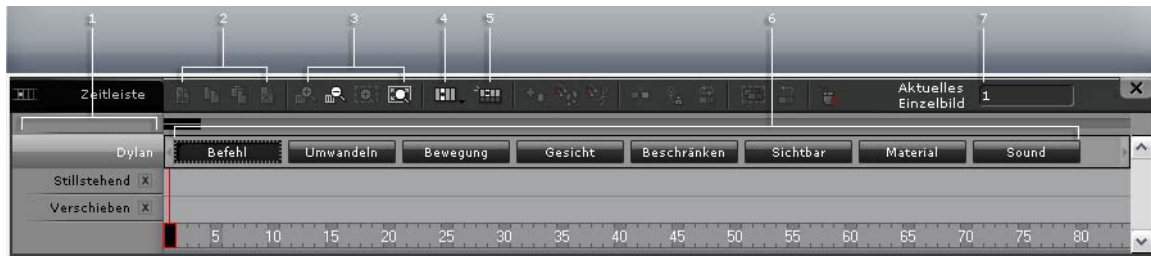 1 2 3 4 5 6 7
Zeitleiste
Aktuelles
Einzelbild
1
Dylan
Befehl Umwandeln Bewegung Gesicht Beschränken Sichtbar Material Sound
Stillstehend X
Verschieben X
5 10 15 20 25 30 35 40 45 50 55 60 65 70 75 80